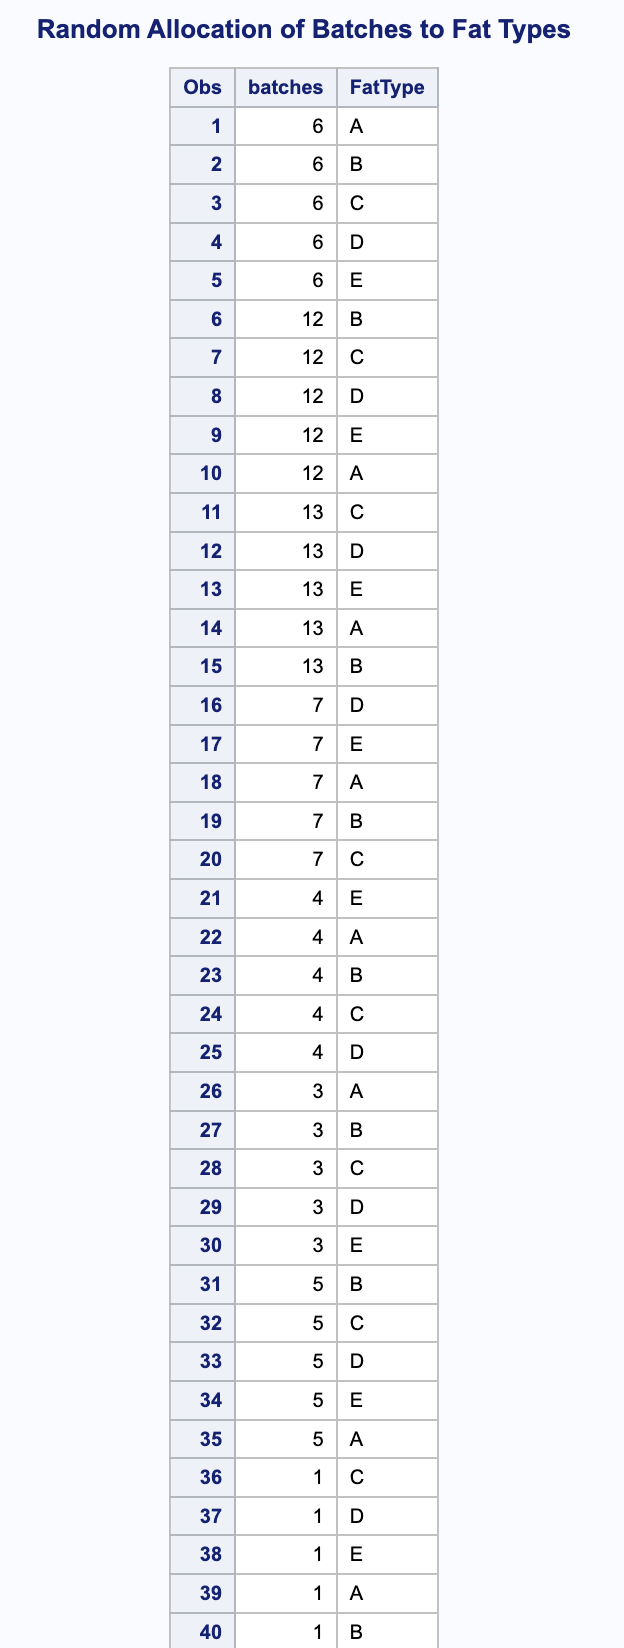 Random Allocation of Batches to Fat Types
Obs batches FatType
1 6 A
2 6 B
3 6 C
4 6 D
5 6 E
6 12 B
7 12 C
8 12 D
9 12 E
10 12 A
11 13 C
12 13 D
13 13 E
14 13 A
15 13 B
16 7 D
17 7 E
18 7 A
19 7 B
20 7 C
21 4 E
22 4 A
23 4 B
24 4 C
25 4 D
26 3 A
27 3 B
28 3 C
29 3 D
30 3 E
31 5 B
32 5 C
33 5 D
34 5 E
35 5 A
36 1 C
37 1 D
38 1 E
39 1 A
40 1 B